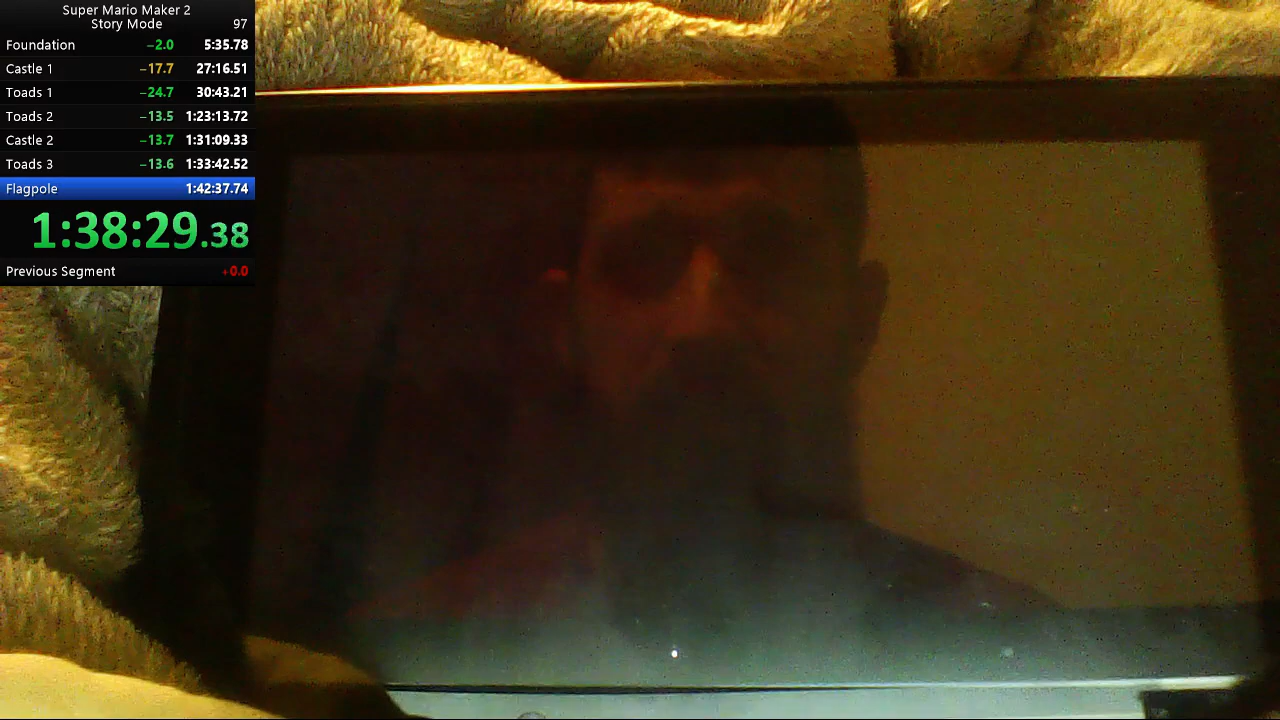 Super Mario Maker 2
Story Mode 97
Foundation −2.0 5:35.78
Castle 1 −17.7 27:16.51
Toads 1 −24.7 30:43.21
Toads 2 −13.5 1:23:13.72
Castle 2 −13.7 1:31:09.33
Toads 3 −13.6 1:33:42.52
Flagpole 1:42:37.74
1:38:29.38
Previous Segment +0.0